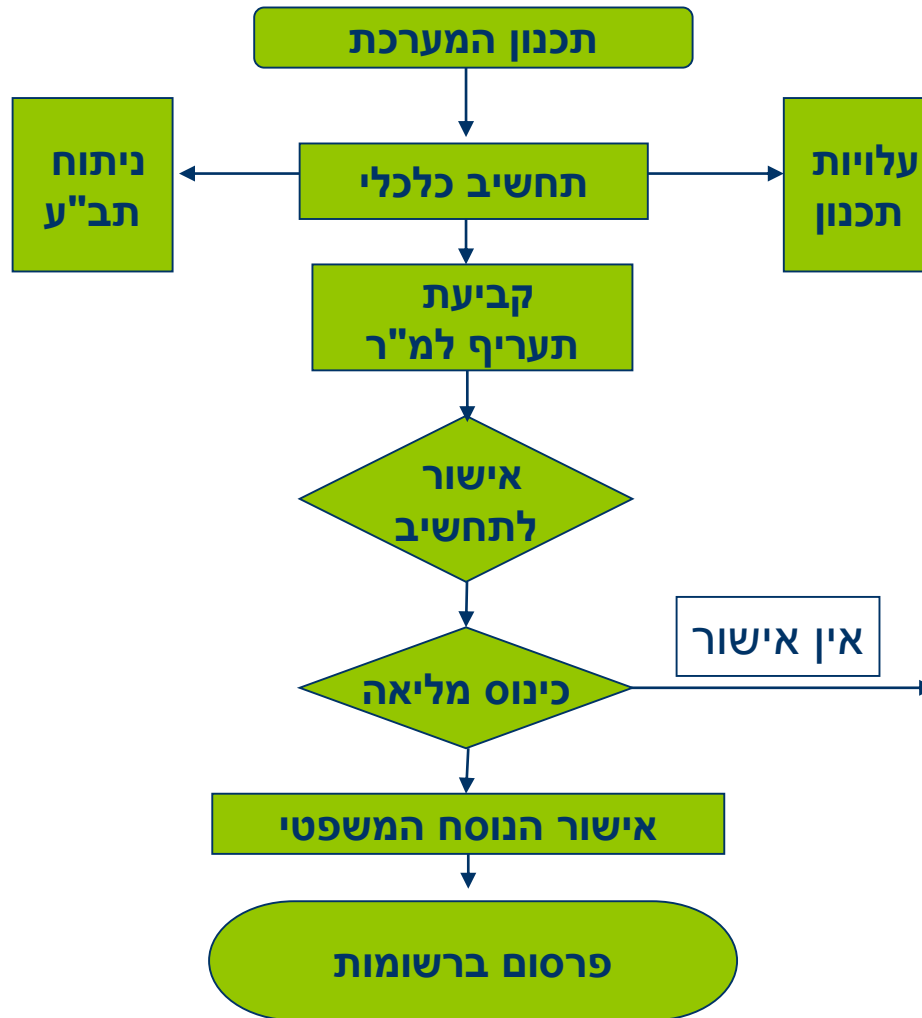 תכנון המערכת
ניתוח
תב"ע
תחשיב כלכלי
עלויות
תכנון
קביעת
תעריף למ"ר
אישור
לתחשיב
אין אישור
כינוס מליאה
אישור הנוסח המשפטי
פרסום ברשומות